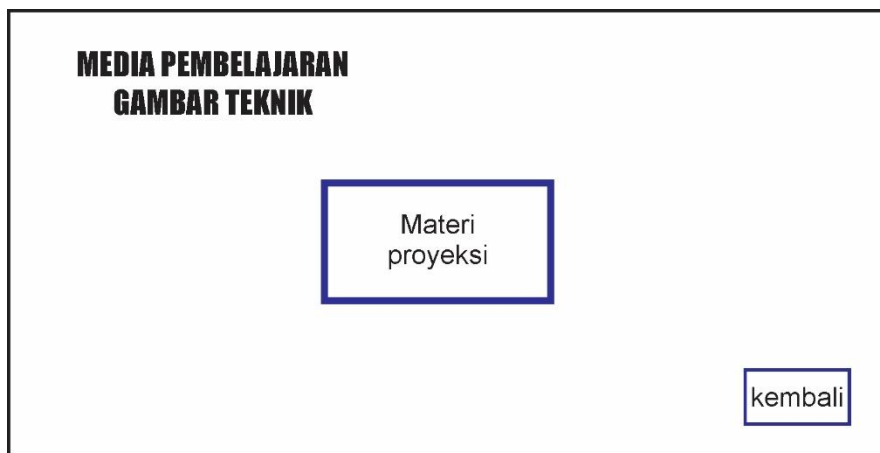 MEDIA PEMBELAJARAN
GAMBAR TEKNIK
Materi
proyeksi
kembali